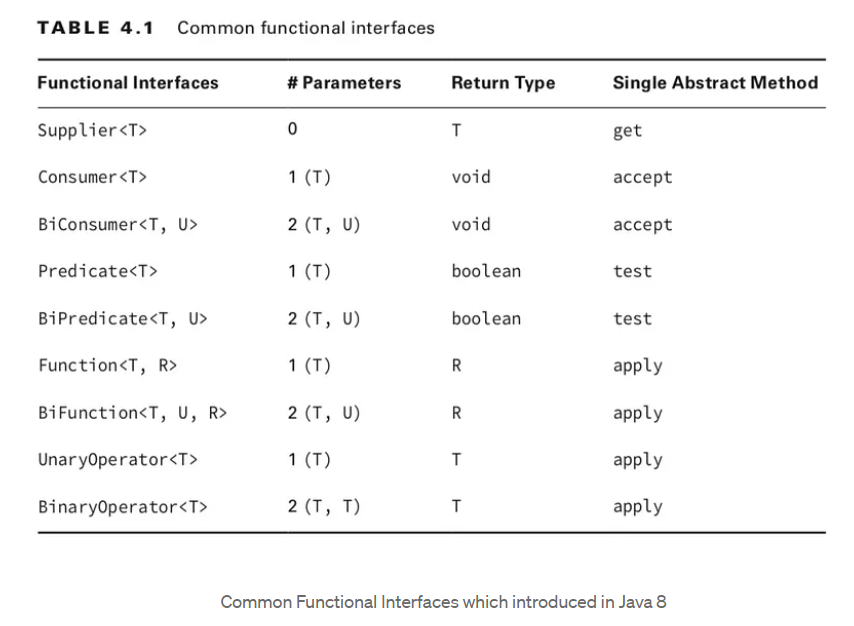 TABLE 4.1 Common functional interfaces
Functional Interfaces # Parameters Return Type Single Abstract Method
Supplier<T> 0 T get
Consumer<T> 1 (T) void accept
BiConsumer<T, U> 2 (T, U) void accept
Predicate<T> 1 (T) boolean test
BiPredicate<T, U> 2 (T, U) boolean test
Function<T, R> 1 (T) R apply
BiFunction<T, U, R> 2 (T, U) R apply
UnaryOperator<T> 1 (T) T apply
BinaryOperator<T> 2 (T, T) T apply
Common Functional Interfaces which introduced in Java 8